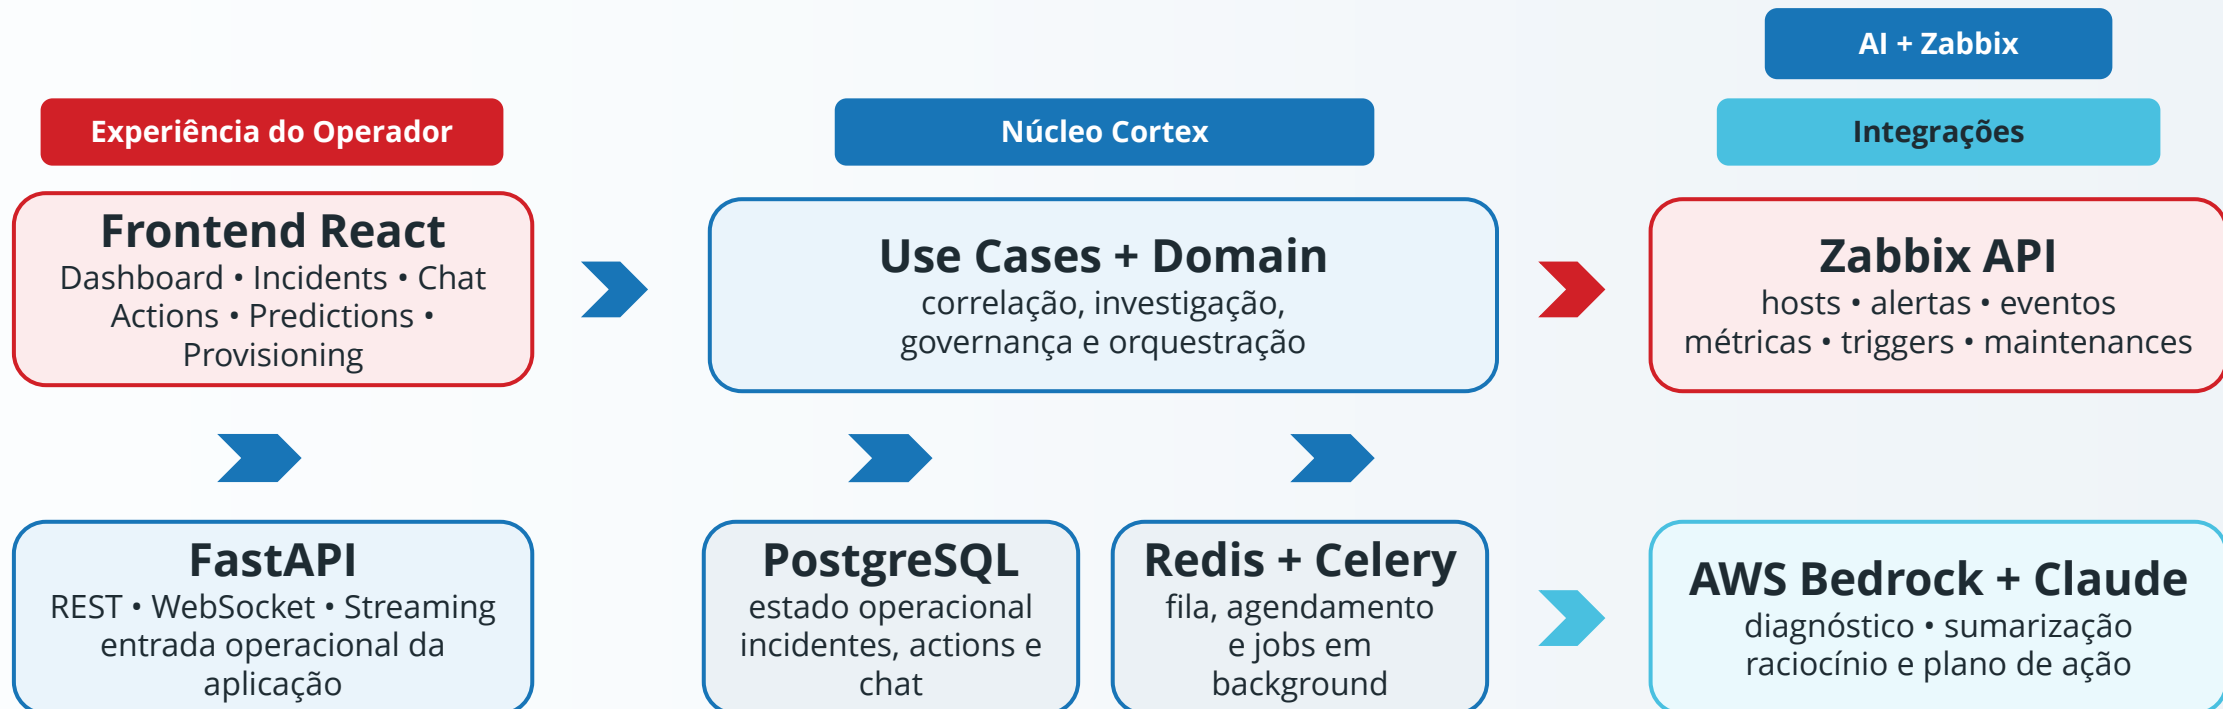 AI + Zabbix
Experiência do Operador
Núcleo Cortex
Integrações
Frontend React
Dashboard • Incidents • Chat
Actions • Predictions •
Provisioning
Use Cases + Domain
correlação, investigação,
governança e orquestração
Zabbix API
hosts • alertas • eventos
métricas • triggers • maintenances
FastAPI
REST • WebSocket • Streaming
entrada operacional da
aplicação
PostgreSQL
estado operacional
incidentes, actions e
chat
Redis + Celery
fila, agendamento
e jobs em
background
AWS Bedrock + Claude
diagnóstico • sumarização
raciocínio e plano de ação